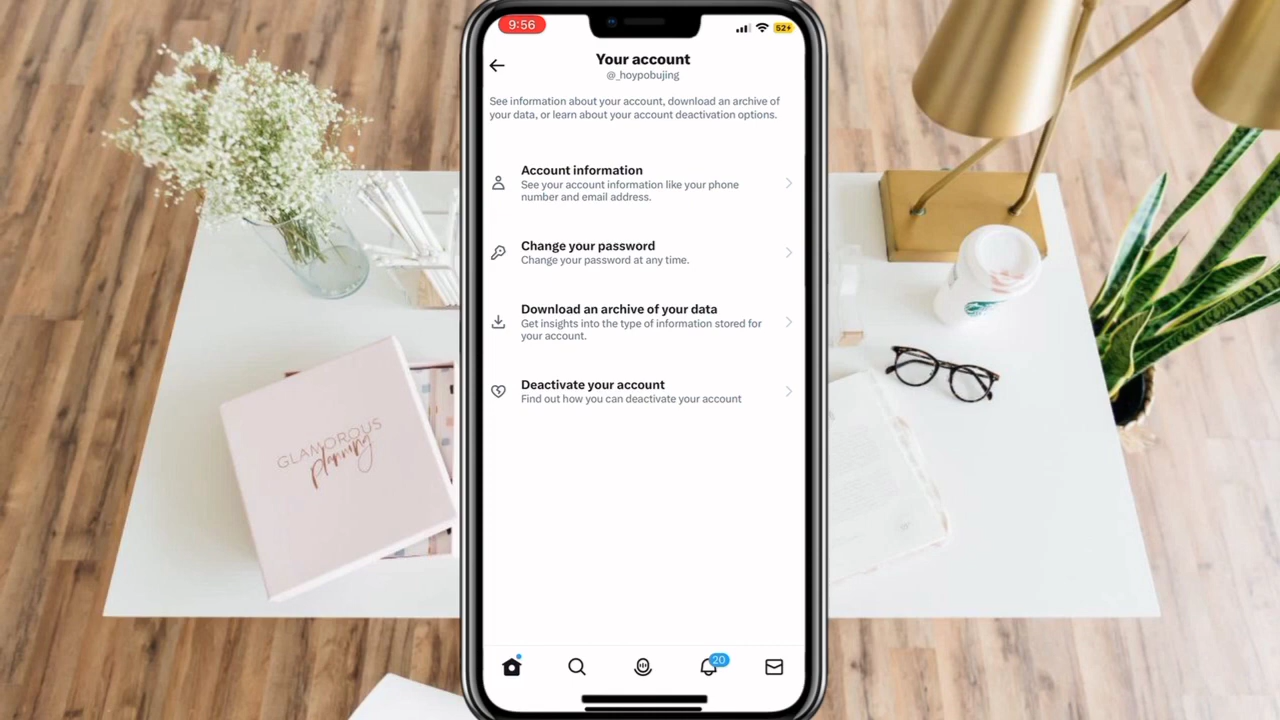 9:56
52
Your account
@_hoypobujing
See information about your account, download an archive of
your data, or learn about your account deactivation options.
Account information
See your account information like your phone
number and email address.
Change your password
Change your password at any time.
Download an archive of your data
Get insights into the type of information stored for
your account.
Deactivate your account
Find out how you can deactivate your account
20
GLAMOROUS
planning